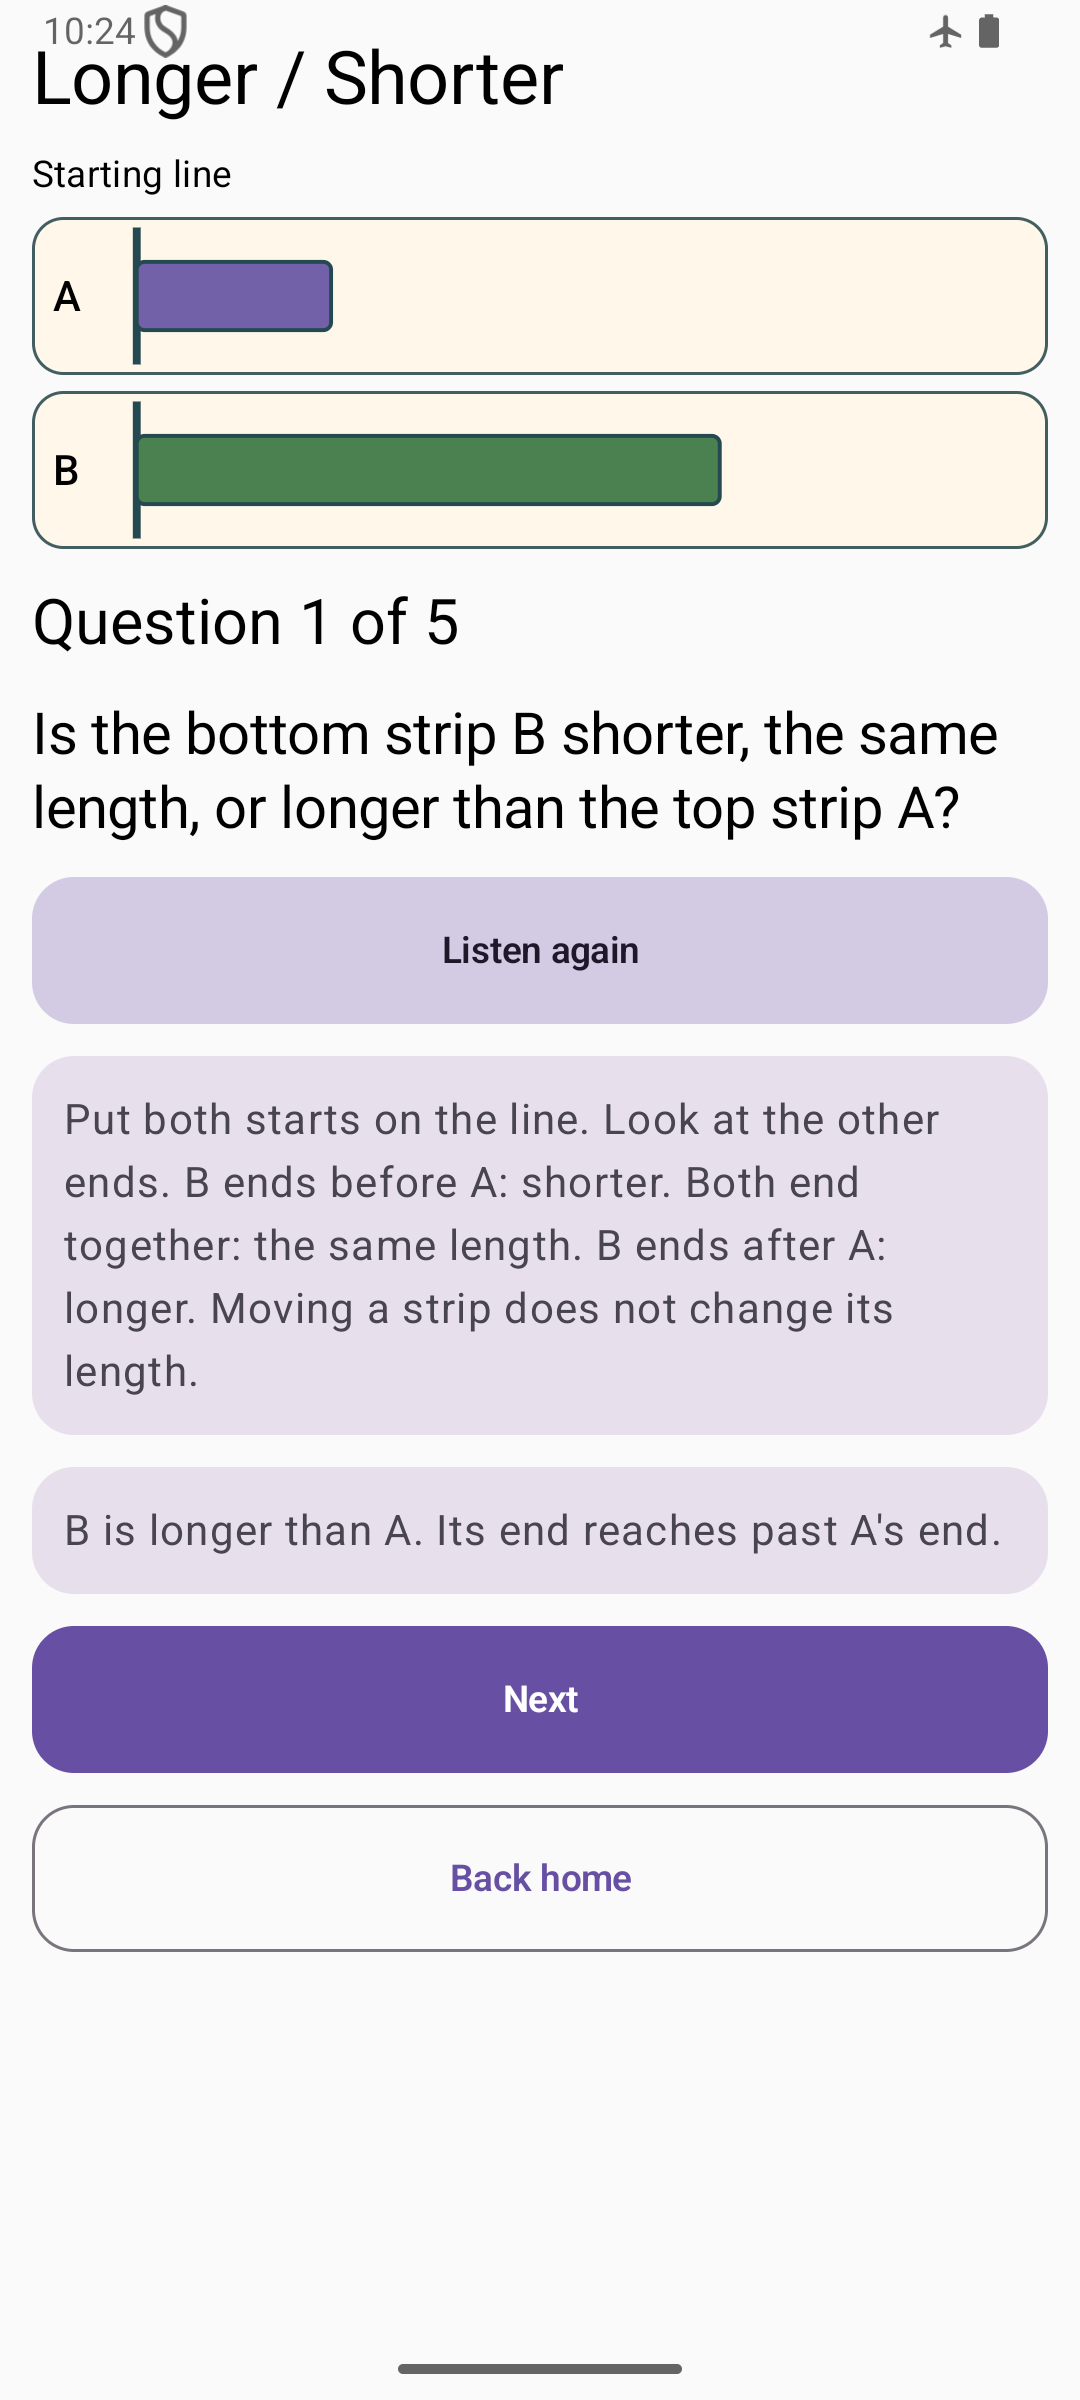 10:24
Longer / Shorter
Starting line
A
B
Question 1 of 5
Is the bottom strip B shorter, the same
length, or longer than the top strip A?
Listen again
Put both starts on the line. Look at the other
ends. B ends before A: shorter. Both end
together: the same length. B ends after A:
longer. Moving a strip does not change its
length.
B is longer than A. Its end reaches past A's end.
Next
Back home